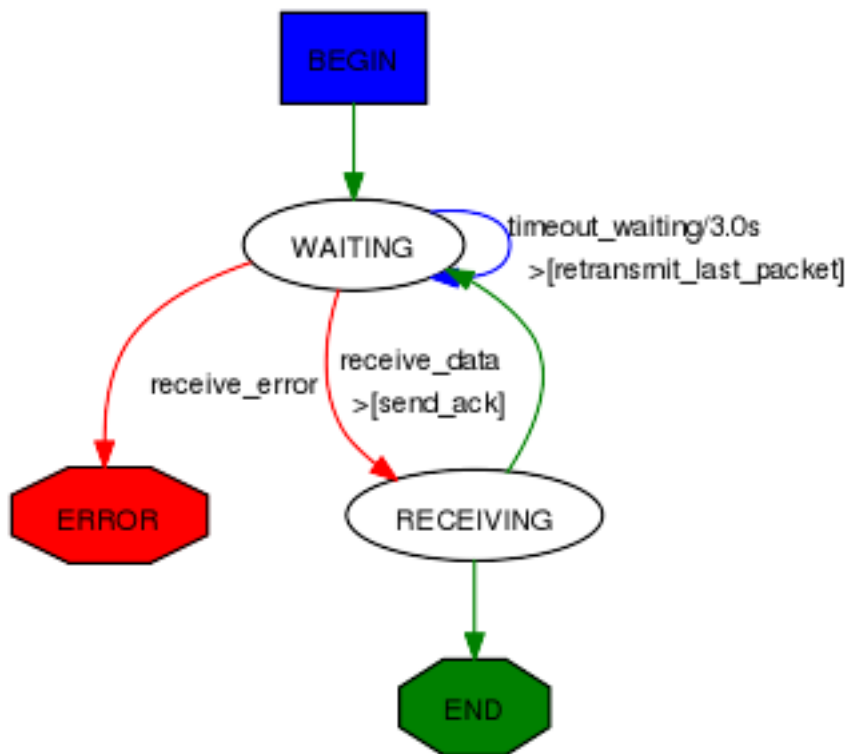 BEGIN
WAITING
timeout_waiting/3.0s
>[retransmit_last_packet]
receive_error
receive_data
>[send_ack]
ERROR
RECEIVING
END